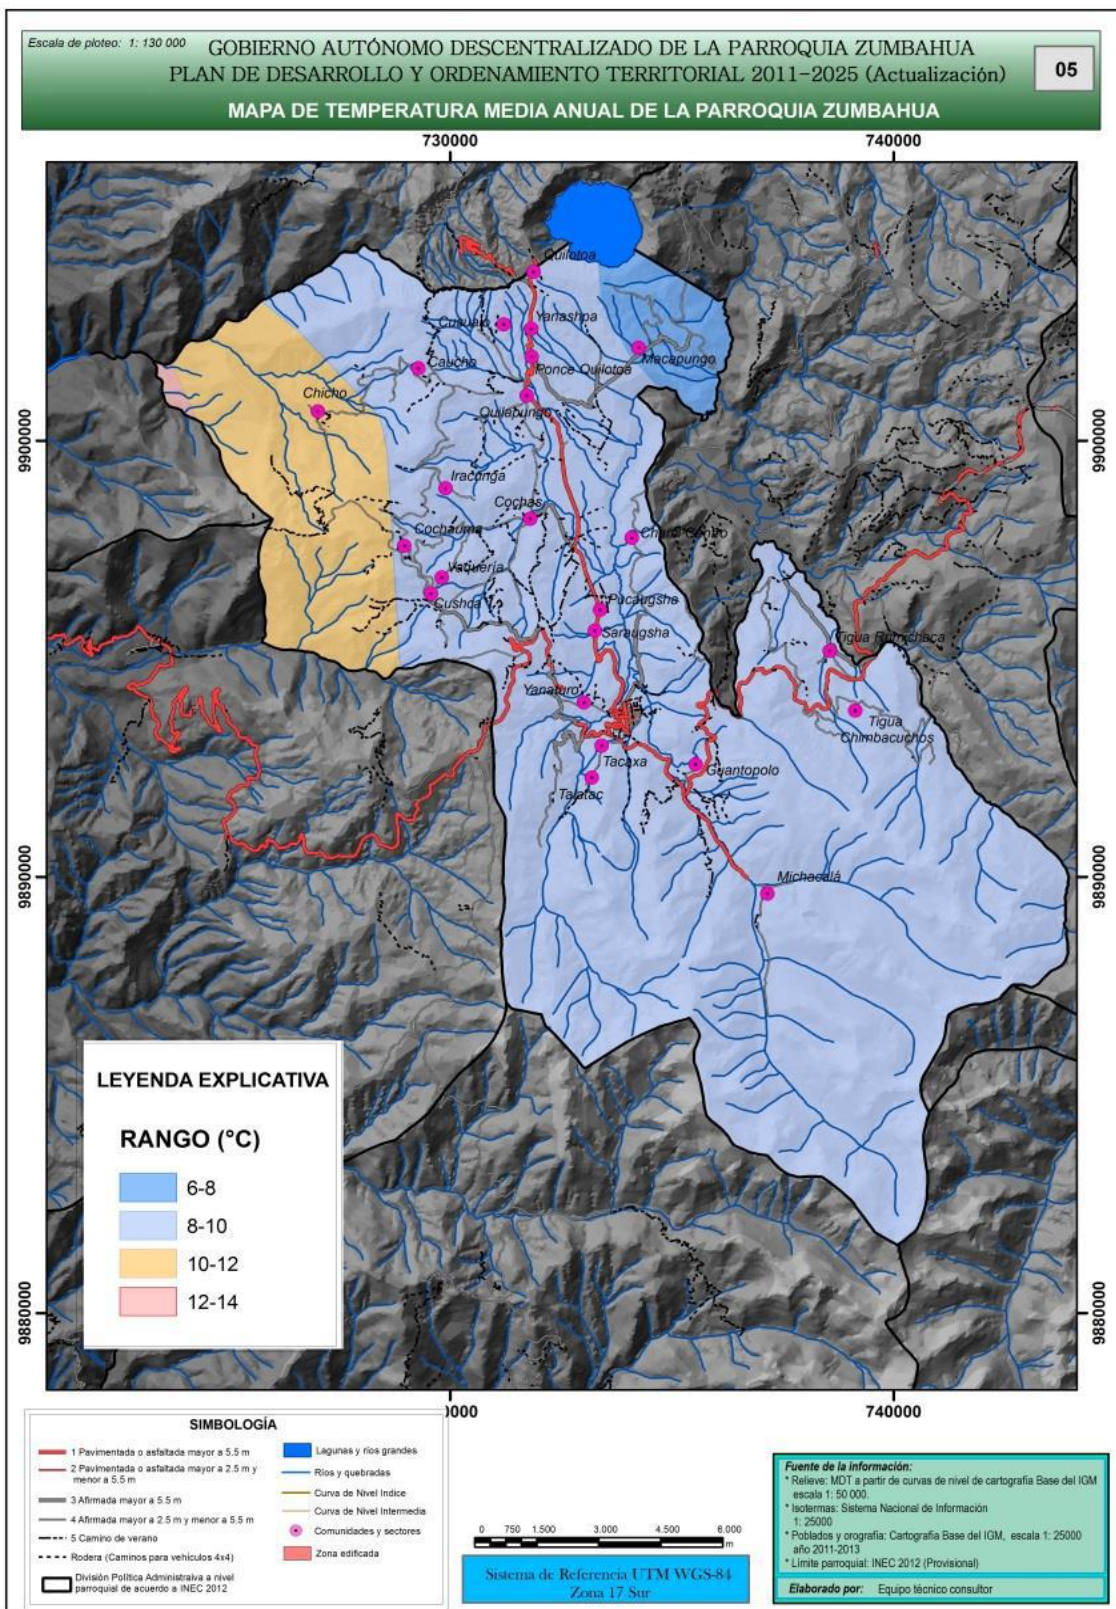 Escala de ploteo: 1: 130 000
GOBIERNO AUTÓNOMO DESCENTRALIZADO DE LA PARROQUIA ZUMBAHUA
PLAN DE DESARROLLO Y ORDENAMIENTO TERRITORIAL 2011-2025 (Actualización)
05
MAPA DE TEMPERATURA MEDIA ANUAL DE LA PARROQUIA ZUMBAHUA
730000
740000
Quilotoa
Yanashpa
Macapungo
Caucha
Ponce Quilotoa
Chicho
Quilapungo
9900000
9900000
Iracunga
Cochas
Cochauma
Vaquería
Cushca
Pucaugsha
Saraugsha
Tigua Rumichaca
Yanaturo
Tigua
Chimbacuchos
Tacaxa
Guantopolo
Talatac
Michacalá
9890000
9890000
LEYENDA EXPLICATIVA
RANGO (°C)
6-8
8-10
10-12
12-14
9880000
9880000
0000
740000
SIMBOLOGÍA
1 Pavimentada o asfaltada mayor a 5.5 m
2 Pavimentada o asfaltada mayor a 2.5 m y
menor a 5.5 m
3 Afirmada mayor a 5.5 m
4 Afirmada mayor a 2.5 m y menor a 5.5 m
5 Camino de verano
Rodera (Caminos para vehículos 4x4)
División Política Administraiva a nivel
parroquial de acuerdo a INEC 2012
Lagunas y ríos grandes
Ríos y quebradas
Curva de Nivel Indice
Curva de Nivel Intermedia
Comunidades y sectores
Zona edificada
0 750 1.500 3.000 4.500 6.000
m
Sistema de Referencia UTM WGS-84
Zona 17 Sur
Fuente de la información:
* Relieve: MDT a partir de curvas de nivel de cartografía Base del IGM
escala 1: 50 000.
* Isotermas: Sistema Nacional de Información
1: 25000
* Poblados y orografía: Cartografía Base del IGM, escala 1: 25000
año 2011-2013
* Límite parroquial: INEC 2012 (Provisional)
Elaborado por: Equipo técnico consultor